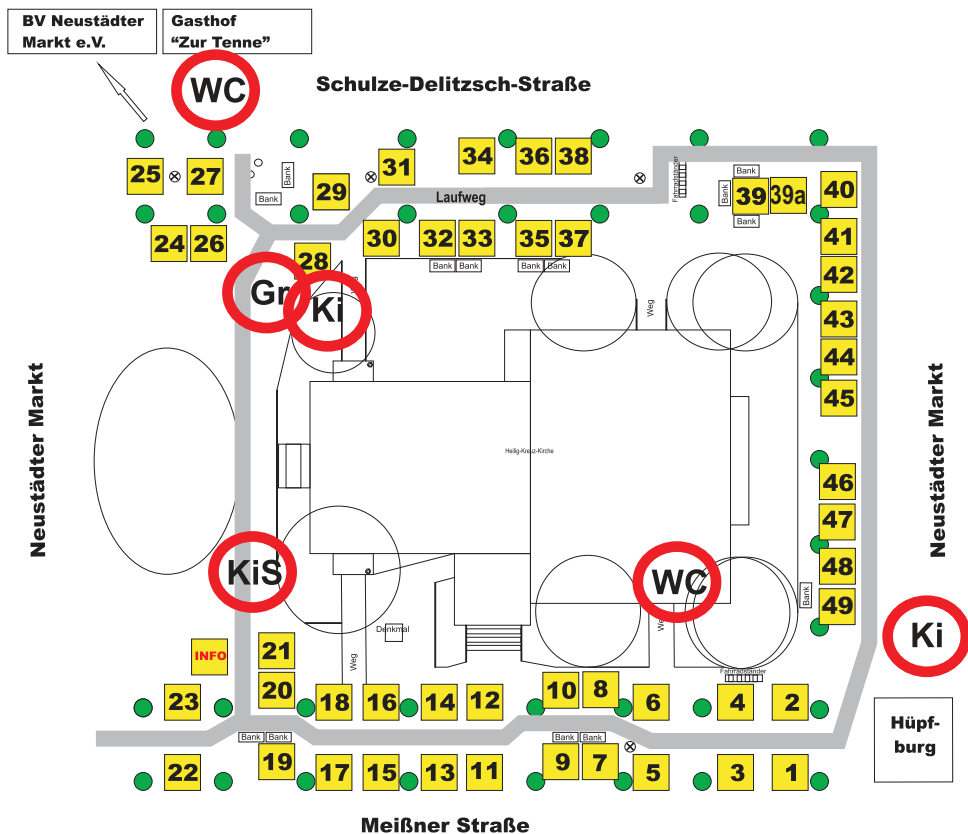 BV Neustädter
Markt e.V.
Gasthof
“Zur Tenne”
WC
Schulze-Delitzsch-Straße
25
27
Bank
Bank
29
31
34
36
38
Fahrradständer
Bank
Bank
39
39a
Bank
40
Laufweg
24
26
28
30
32
33
35
37
Bank
Bank
Bank
Bank
41
42
43
44
45
Gr
Ki
Weg
Weg
Neustädter Markt
Heilig-Kreuz-Kirche
Neustädter Markt
46
47
48
49
Bank
KiS
WC
Ki
Weg
Weg
Denkmal
INFO
21
20
23
18
16
14
12
10
8
6
Fahrradständer
4
2
Hüpf-
burg
Bank
Bank
Bank
Bank
22
19
17
15
13
11
9
7
5
3
1
Meißner Straße